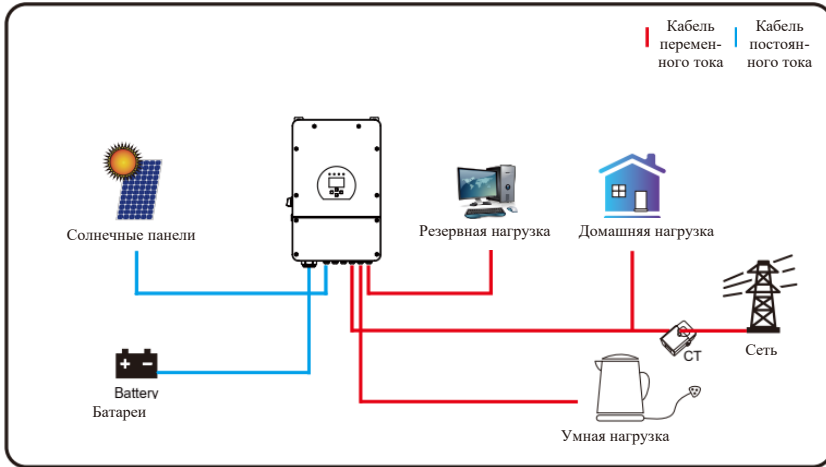 Кабель
перемен-
ного тока
Кабель
постоян-
ного тока
Солнечные панели
Резервная нагрузка
Домашняя нагрузка
CT
Сеть
Battery
Батареи
Умная нагрузка